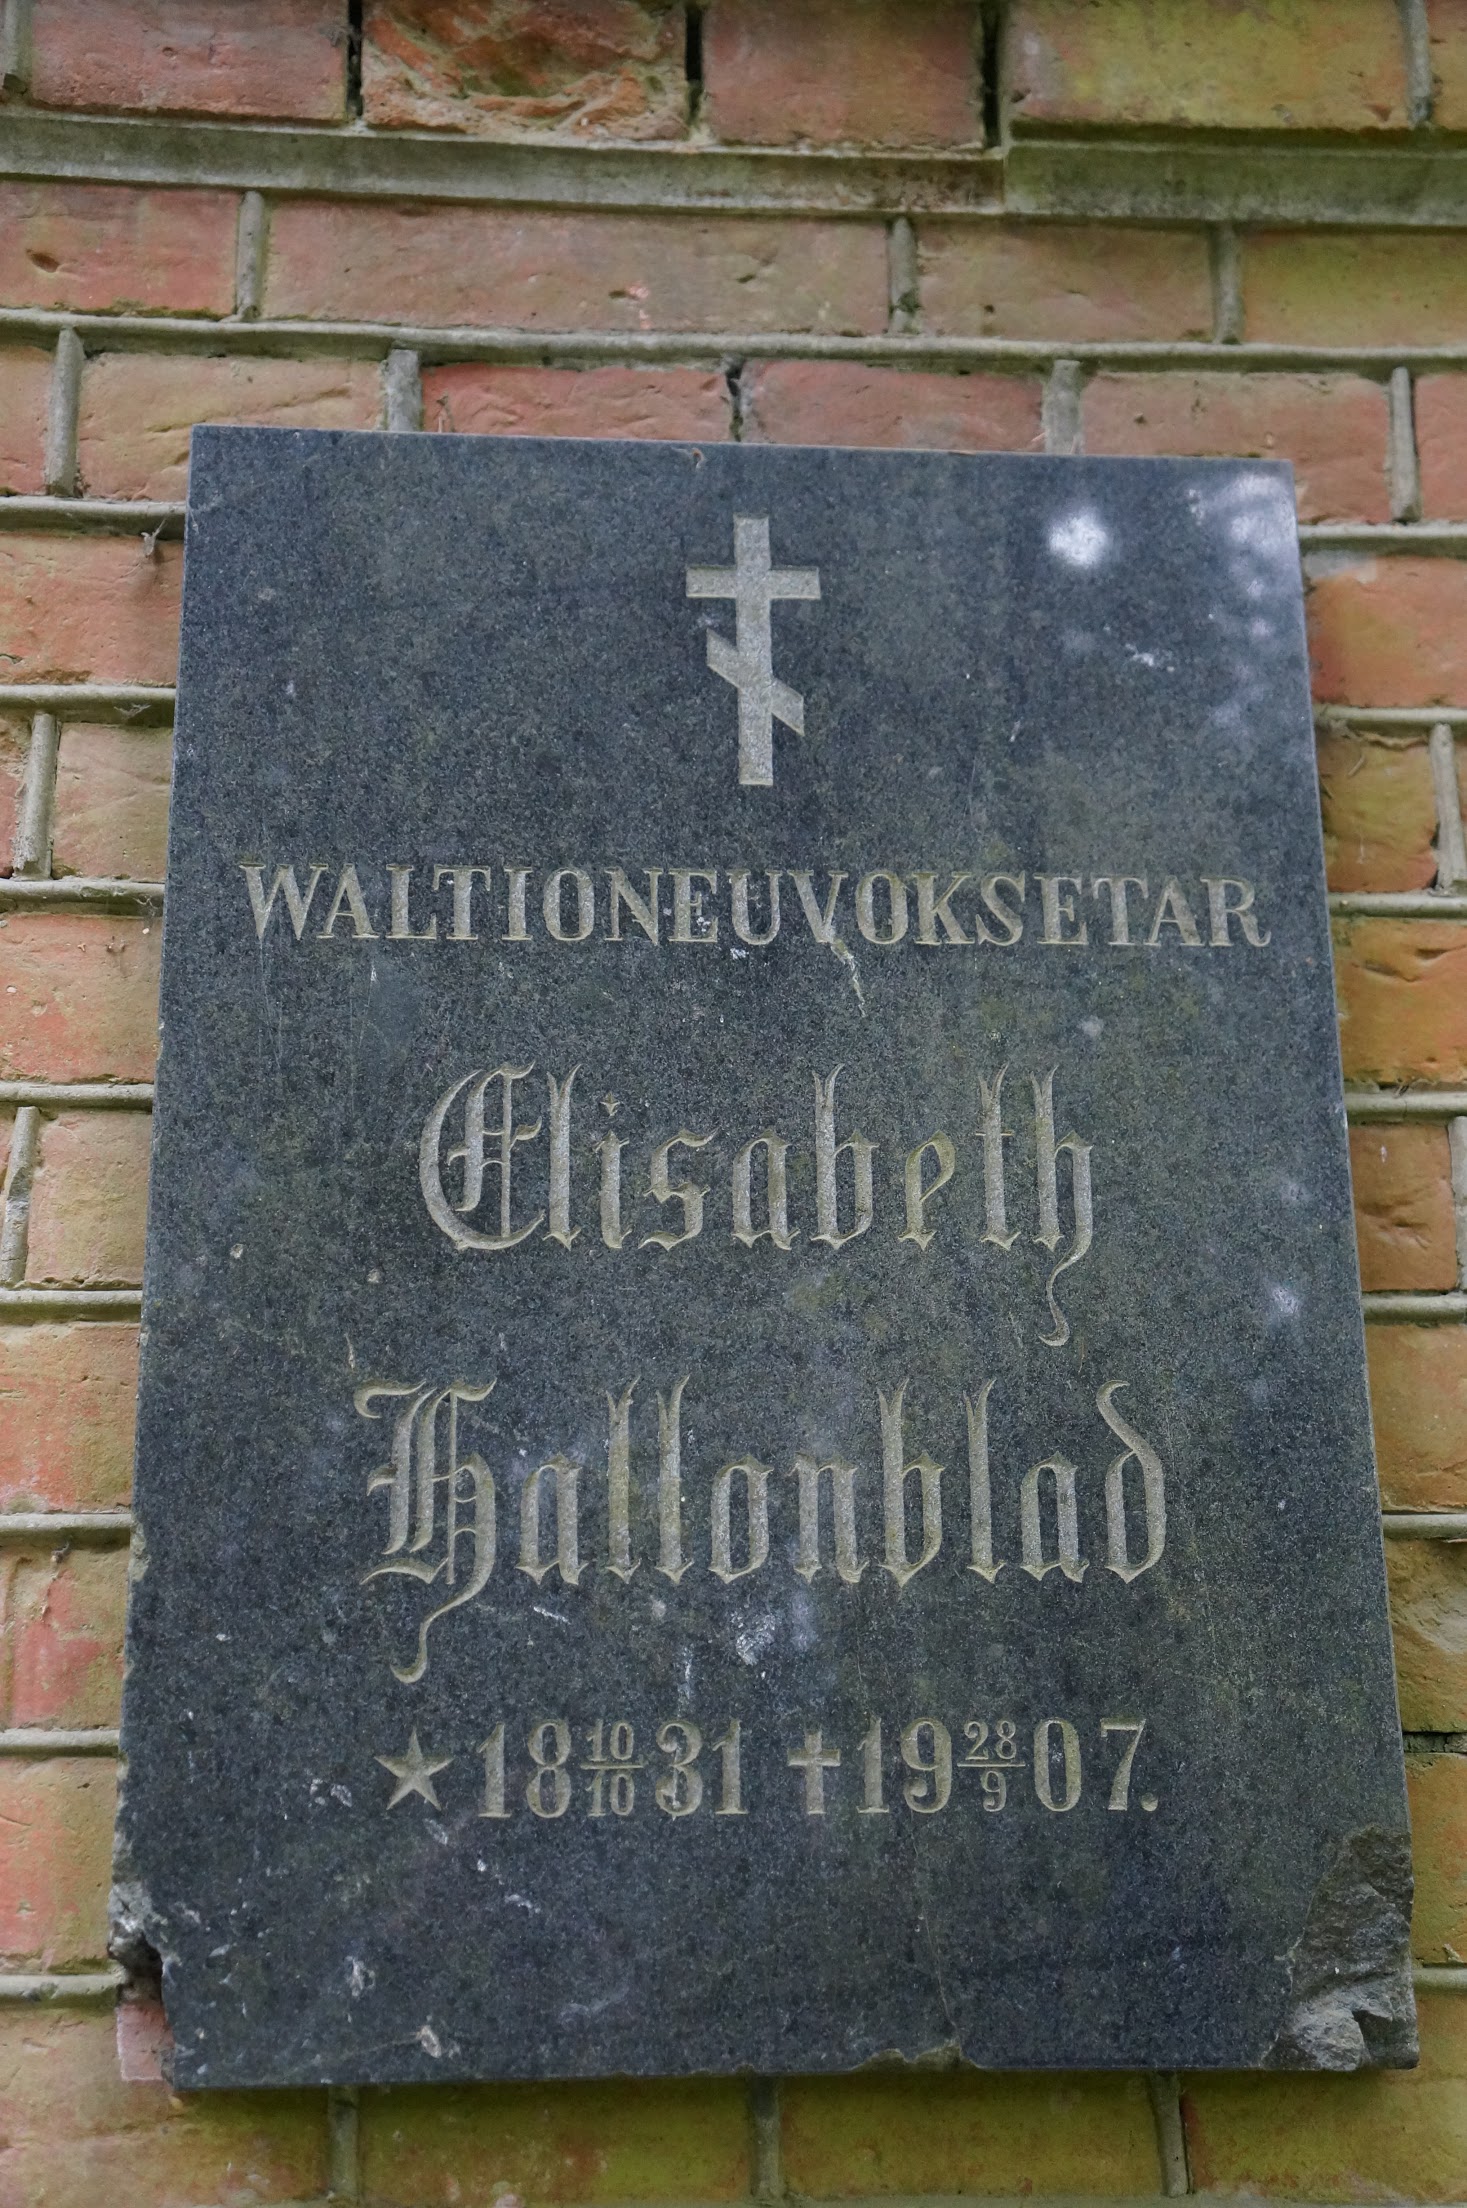 WALTIONEUVOKSETAR
Elisabeth
Hallonblad
★ 18 10/10 31 ✝ 19 28/9 07.